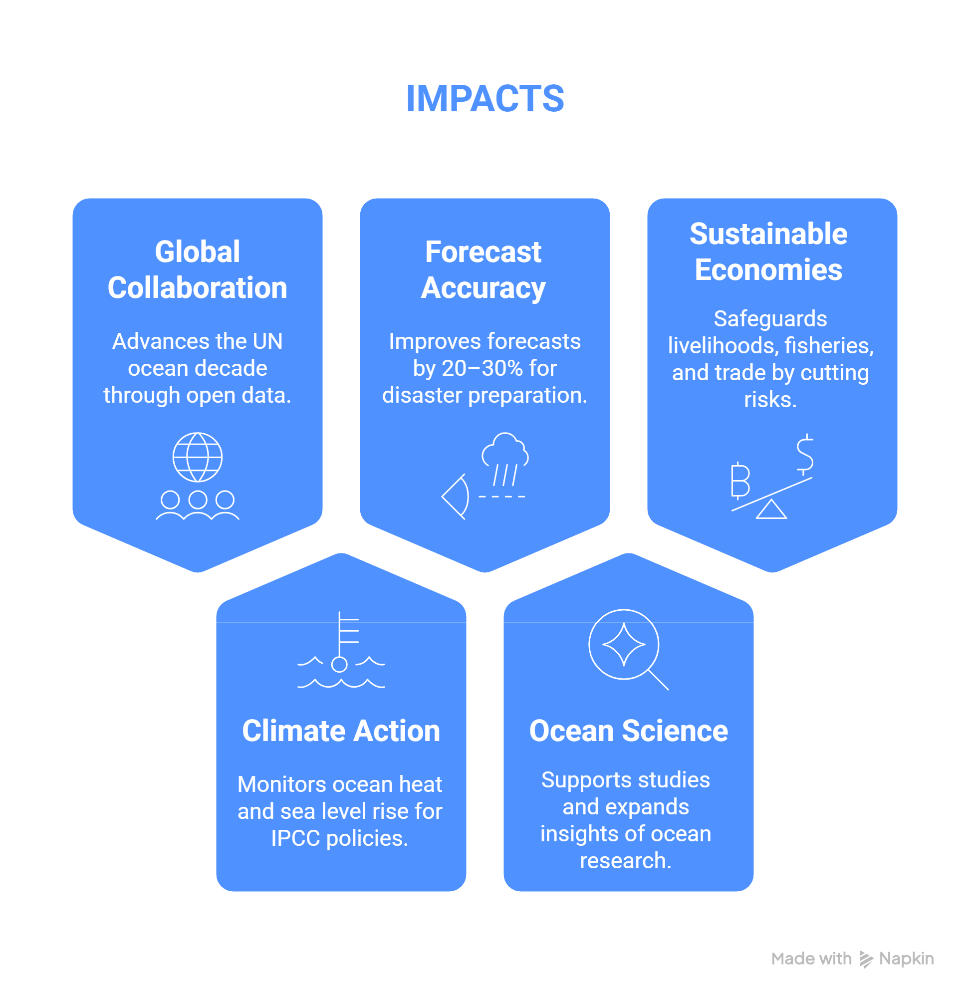 IMPACTS
Global
Collaboration
Advances the UN
ocean decade
through open data.
Forecast
Accuracy
Improves forecasts
by 20–30% for
disaster preparation.
Sustainable
Economies
Safeguards
livelihoods, fisheries,
and trade by cutting
risks.
Climate Action
Monitors ocean heat
and sea level rise for
IPCC policies.
Ocean Science
Supports studies
and expands
insights of ocean
research.
Made with Napkin